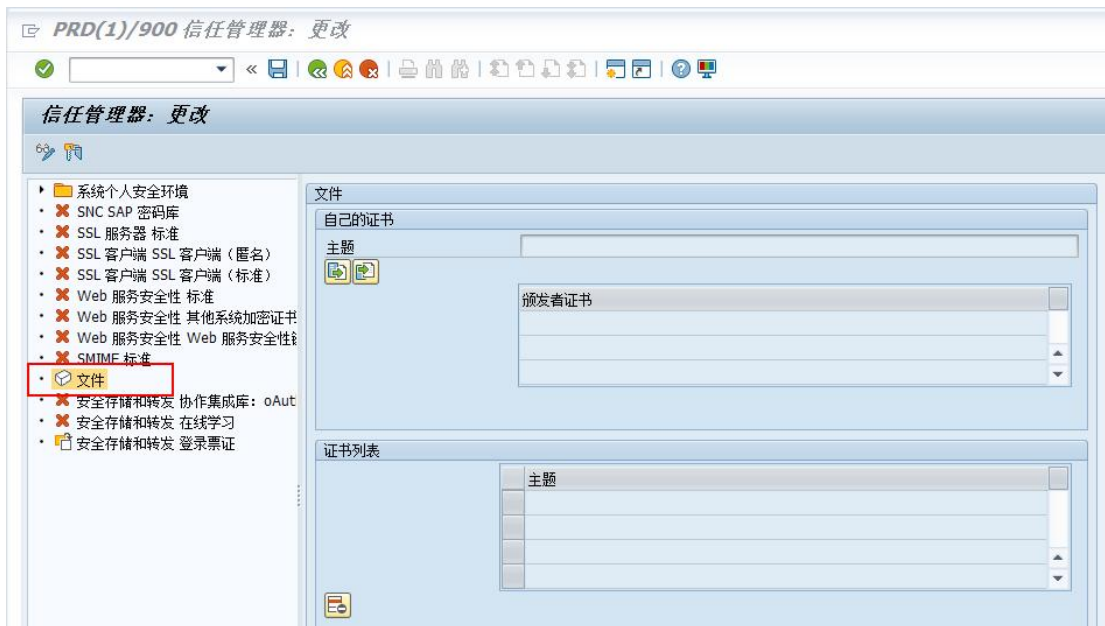 PRD(1)/900 信任管理器：更改
信任管理器：更改
系统个人安全环境
SNC SAP 密码库
SSL 服务器 标准
SSL 客户端 SSL 客户端（匿名）
SSL 客户端 SSL 客户端（标准）
Web 服务安全性 标准
Web 服务安全性 其他系统加密证书
Web 服务安全性 Web 服务安全性
SMIME 标准
文件
安全存储和转发 协作集成库：oAut
安全存储和转发 在线学习
安全存储和转发 登录票证
文件
自己的证书
主题
颁发者证书
证书列表
主题